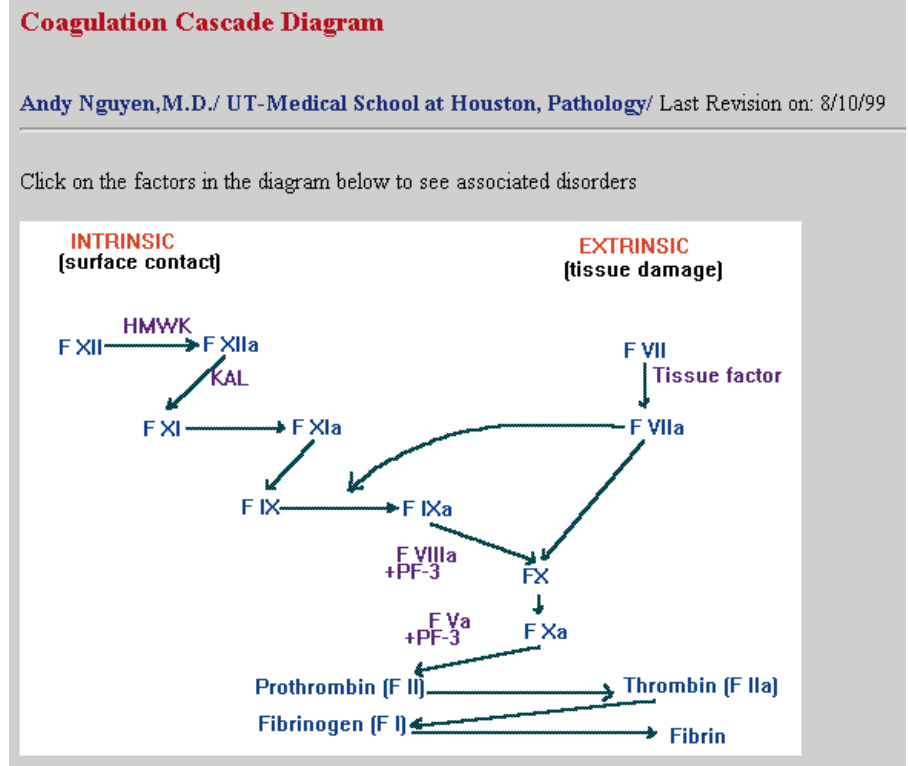 Coagulation Cascade Diagram
Andy Nguyen,M.D./ UT-Medical School at Houston, Pathology/ Last Revision on: 8/10/99
Click on the factors in the diagram below to see associated disorders
INTRINSIC
(surface contact)
EXTRINSIC
(tissue damage)
HMWK
F XII
F XIIa
F VII
KAL
Tissue factor
F XI
F XIa
F VIIa
F IX
F IXa
F VIIIa
+PF-3
FX
F Va
+PF-3
F Xa
Prothrombin (F II)
Thrombin (F IIa)
Fibrinogen (F I)
Fibrin